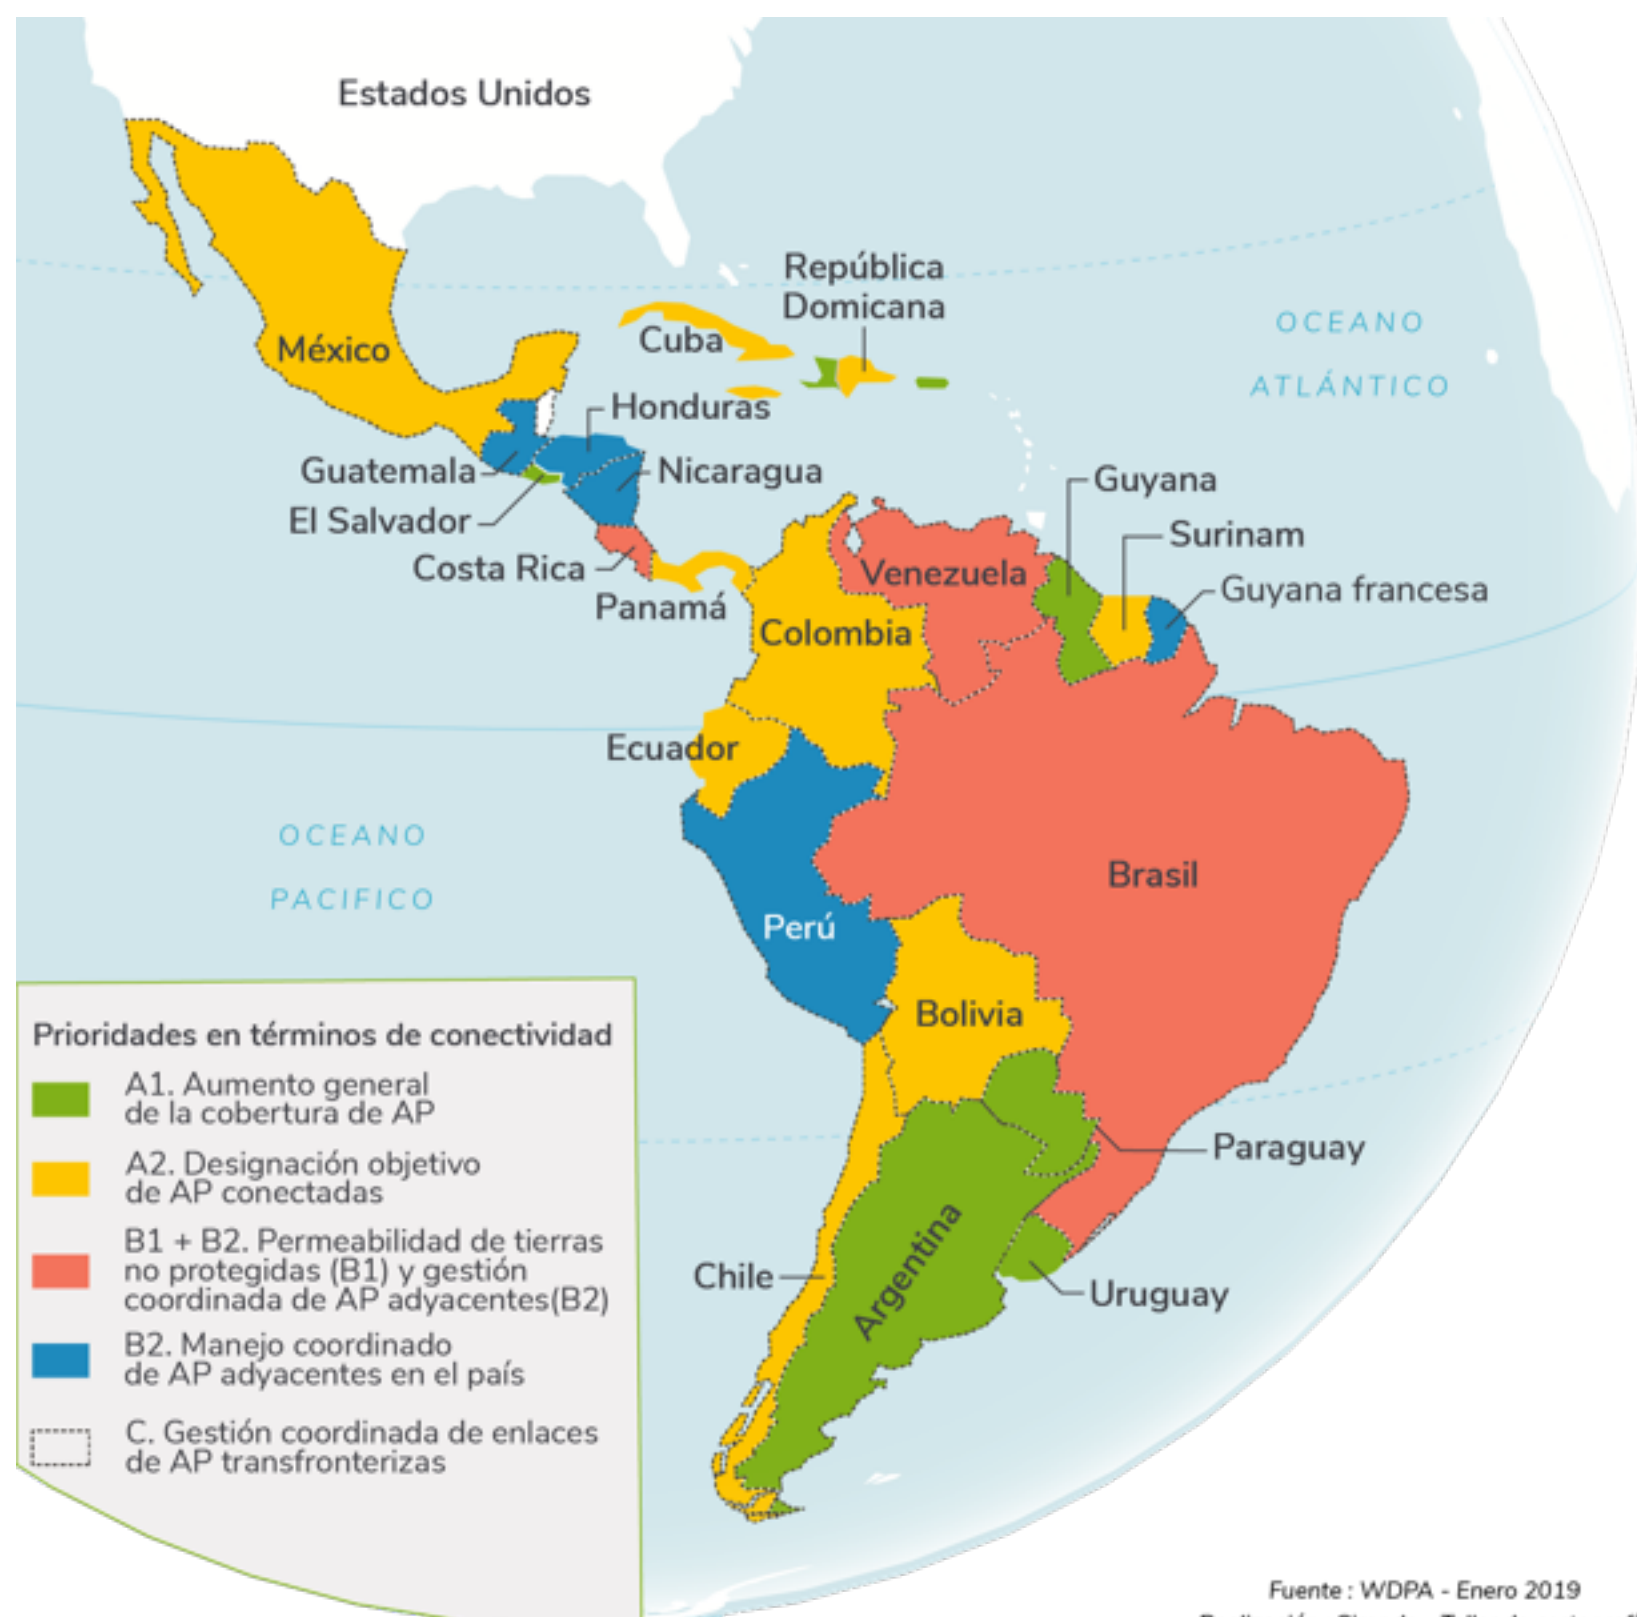 Estados Unidos
República
Domicana
OCEANO
ATLÁNTICO
México
Cuba
Honduras
Guatemala
Nicaragua
Guyana
El Salvador
Surinam
Costa Rica
Venezuela
Guyana francesa
Panamá
Colombia
Ecuador
OCEANO
PACIFICO
Brasil
Perú
Bolivia
Paraguay
Argentina
Chile
Uruguay
Prioridades en términos de conectividad
A1. Aumento general
de la cobertura de AP
A2. Designación objetivo
de AP conectadas
B1 + B2. Permeabilidad de tierras
no protegidas (B1) y gestión
coordinada de AP adyacentes(B2)
B2. Manejo coordinado
de AP adyacentes en el país
C. Gestión coordinada de enlaces
de AP transfronterizas
Fuente : WDPA - Enero 2019